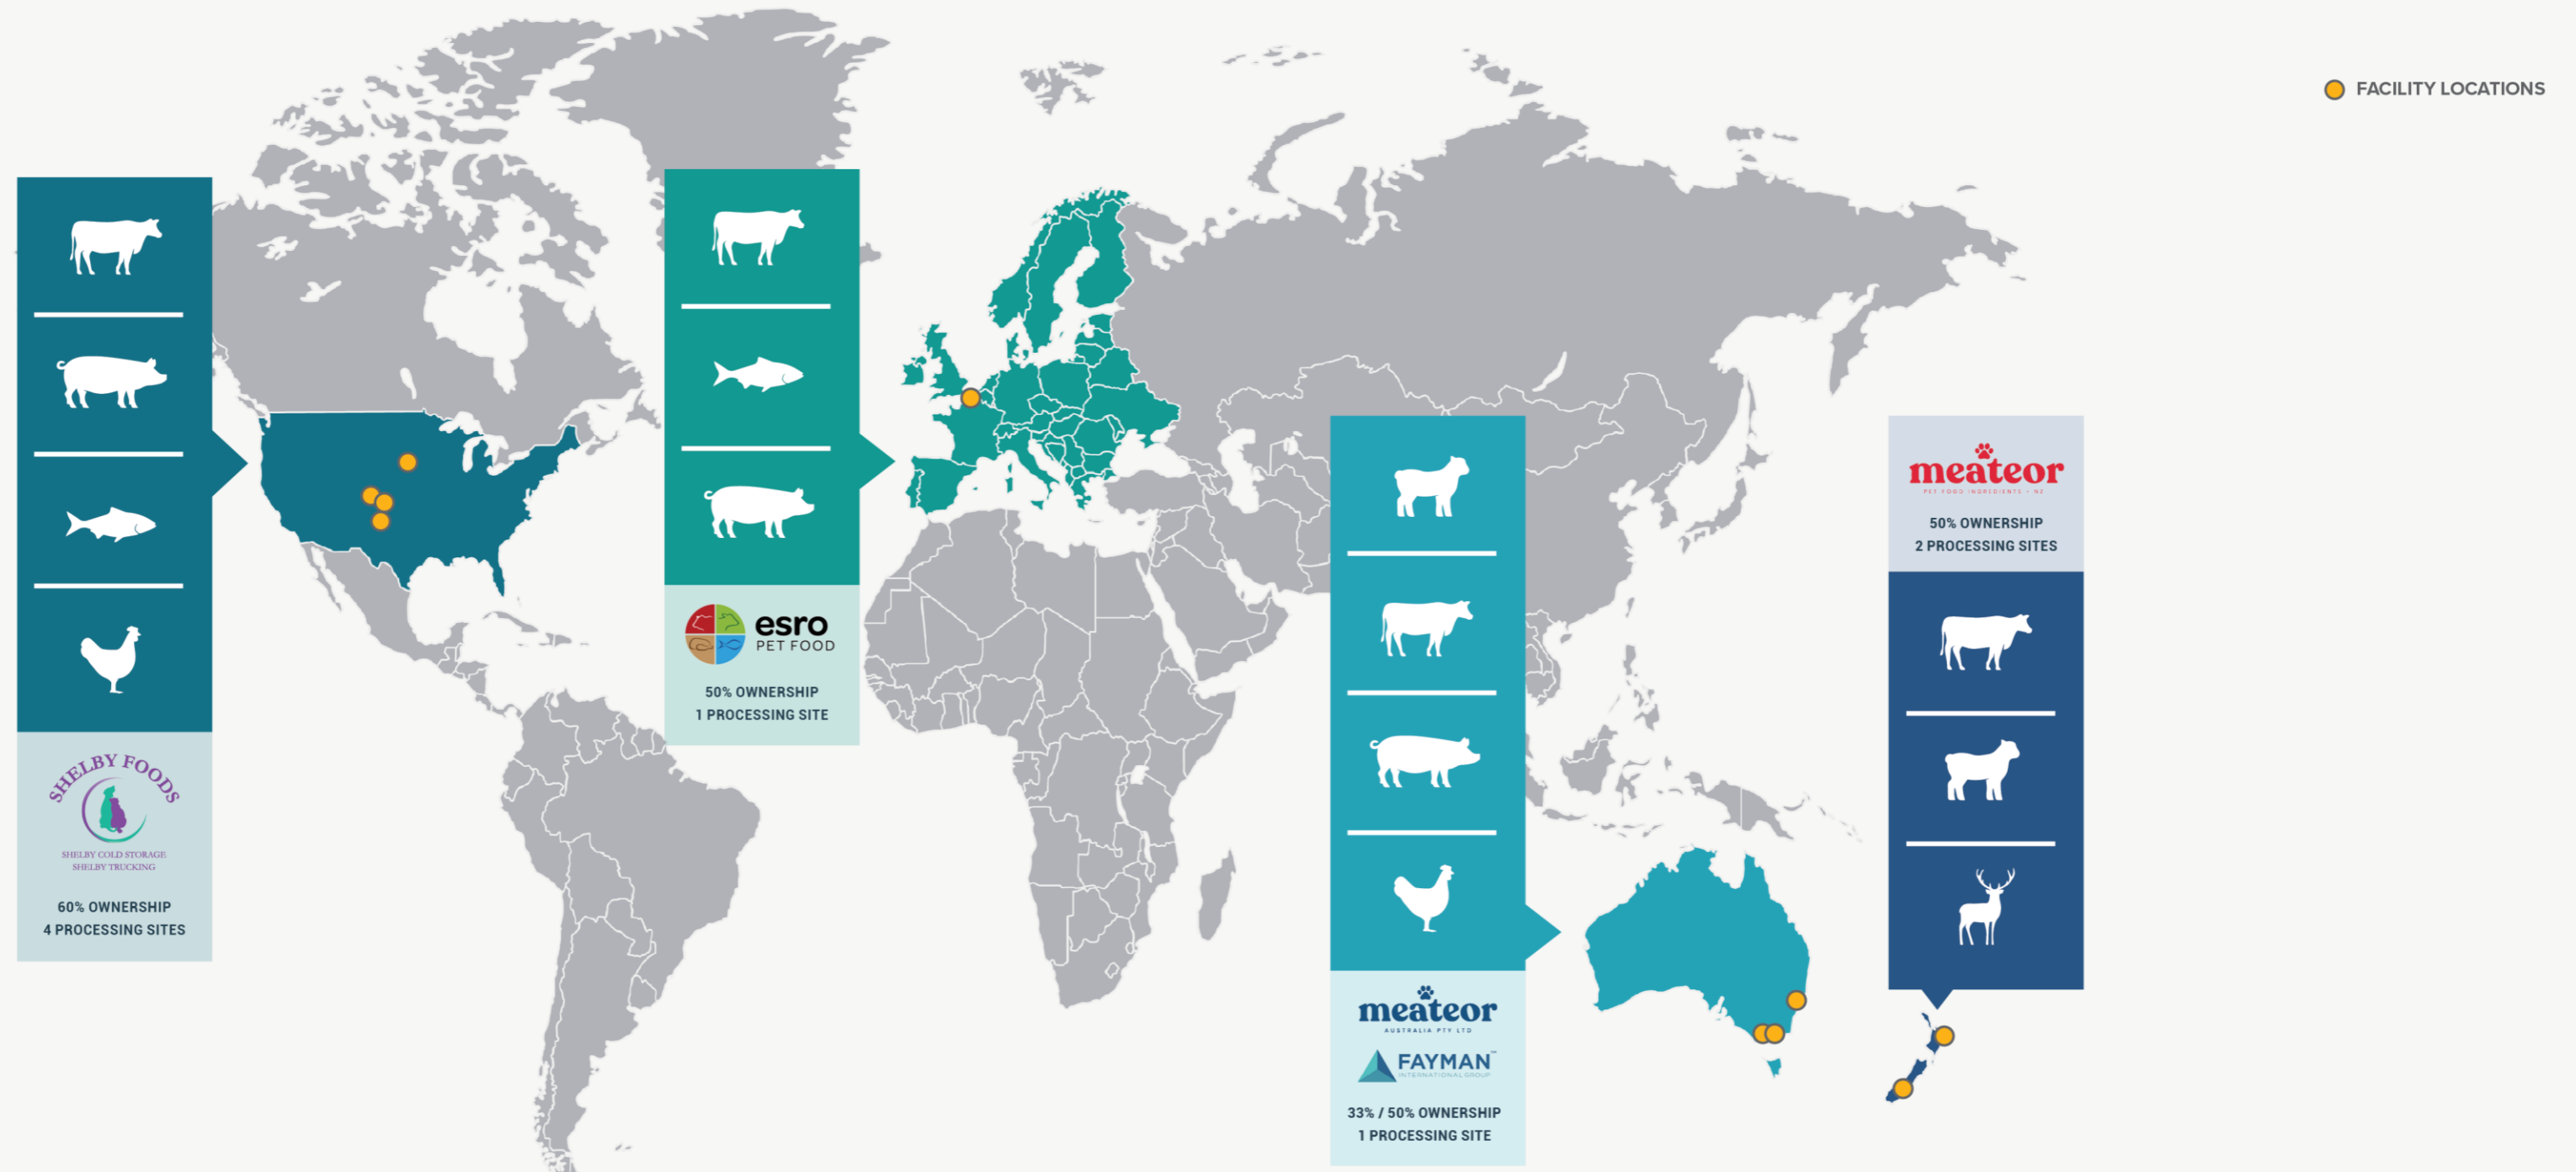 FACILITY LOCATIONS
SHELBY FOODS
SHELBY COLD STORAGE
SHELBY TRUCKING
60% OWNERSHIP
4 PROCESSING SITES
esro
PET FOOD
50% OWNERSHIP
1 PROCESSING SITE
meateor
AUSTRALIA PTY LTD
FAYMAN™
INTERNATIONAL GROUP
33% / 50% OWNERSHIP
1 PROCESSING SITE
meateor
PET FOOD INGREDIENTS • NZ
50% OWNERSHIP
2 PROCESSING SITES